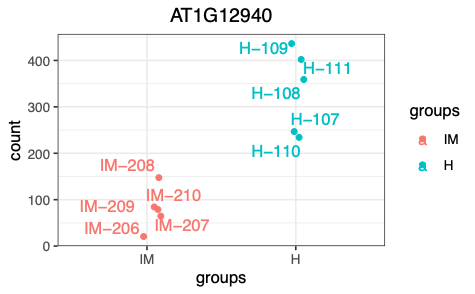 AT1G12940
count
400
300
200
100
0
H−109
H−111
H−108
H−107
H−110
IM−208
IM−210
IM−209
IM−207
IM−206
IM
H
groups
groups
a IM
a H